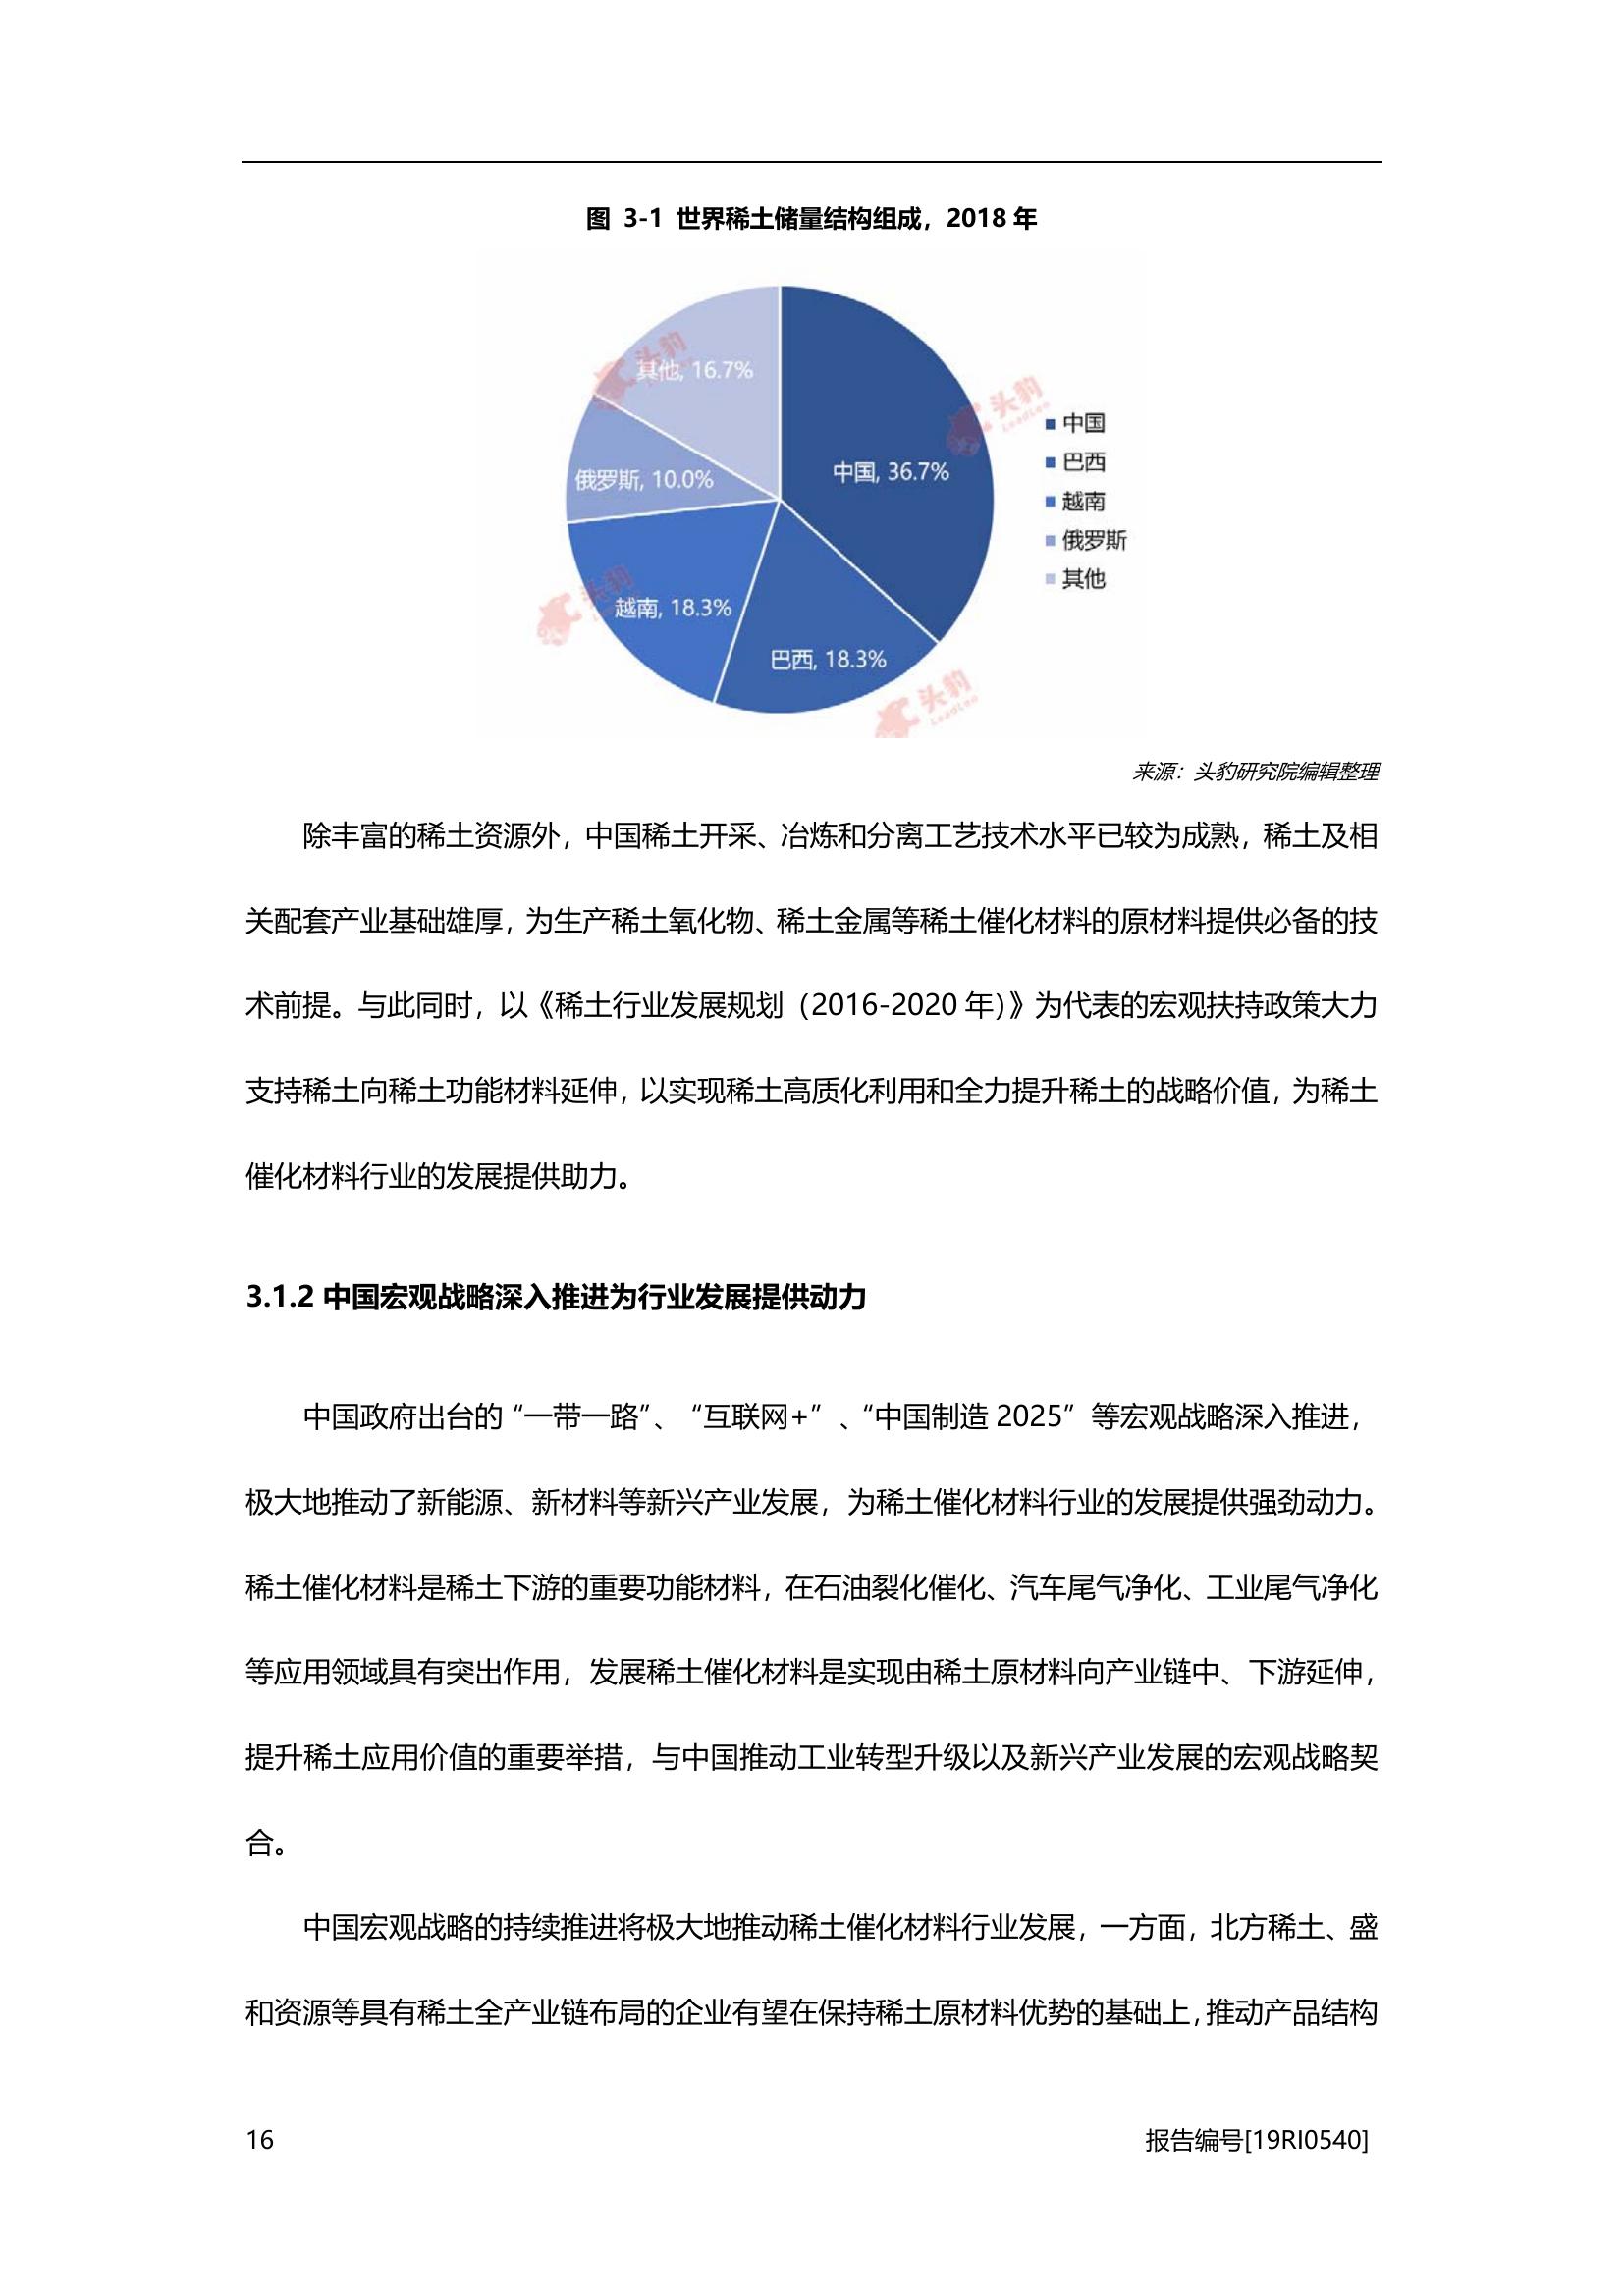 图 3-1 世界稀土储量结构组成，2018 年
其他, 16.7%
中国, 36.7%
俄罗斯, 10.0%
越南, 18.3%
巴西, 18.3%
中国
巴西
越南
俄罗斯
其他
头豹
LeadLeo
头豹
LeadLeo
头豹
头豹
LeadLeo
来源：头豹研究院编辑整理
除丰富的稀土资源外，中国稀土开采、冶炼和分离工艺技术水平已较为成熟，稀土及相
关配套产业基础雄厚，为生产稀土氧化物、稀土金属等稀土催化材料的原材料提供必备的技
术前提。与此同时，以《稀土行业发展规划（2016-2020 年）》为代表的宏观扶持政策大力
支持稀土向稀土功能材料延伸，以实现稀土高质化利用和全力提升稀土的战略价值，为稀土
催化材料行业的发展提供助力。
3.1.2 中国宏观战略深入推进为行业发展提供动力
中国政府出台的“一带一路”、“互联网+”、“中国制造 2025”等宏观战略深入推进，
极大地推动了新能源、新材料等新兴产业发展，为稀土催化材料行业的发展提供强劲动力。
稀土催化材料是稀土下游的重要功能材料，在石油裂化催化、汽车尾气净化、工业尾气净化
等应用领域具有突出作用，发展稀土催化材料是实现由稀土原材料向产业链中、下游延伸，
提升稀土应用价值的重要举措，与中国推动工业转型升级以及新兴产业发展的宏观战略契
合。
中国宏观战略的持续推进将极大地推动稀土催化材料行业发展，一方面，北方稀土、盛
和资源等具有稀土全产业链布局的企业有望在保持稀土原材料优势的基础上，推动产品结构
16
报告编号[19RI0540]